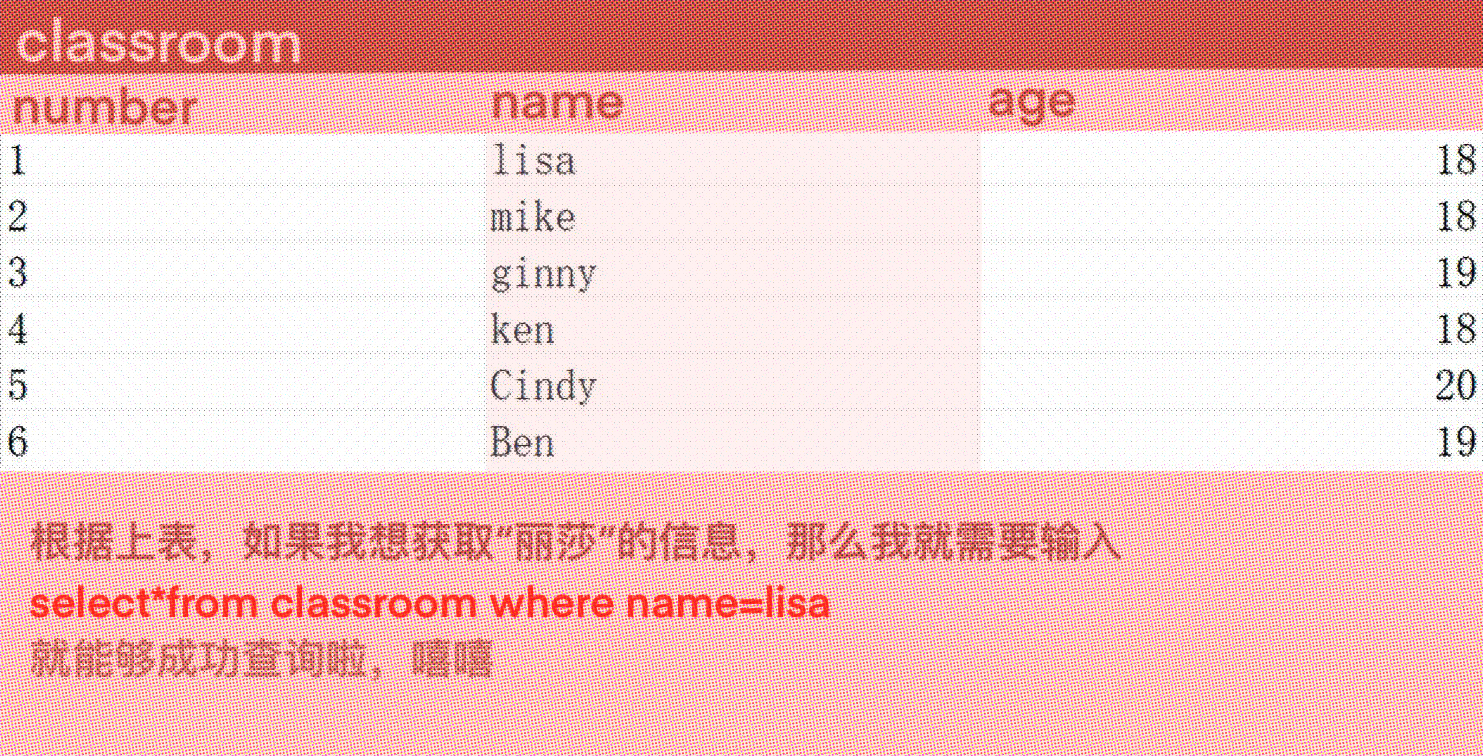 classroom
number name age
1 lisa 18
2 mike 18
3 ginny 19
4 ken 18
5 Cindy 20
6 Ben 19
根据上表，如果我想获取“丽莎”的信息，那么我就需要输入
select*from classroom where name=lisa
就能够成功查询啦，嘻嘻